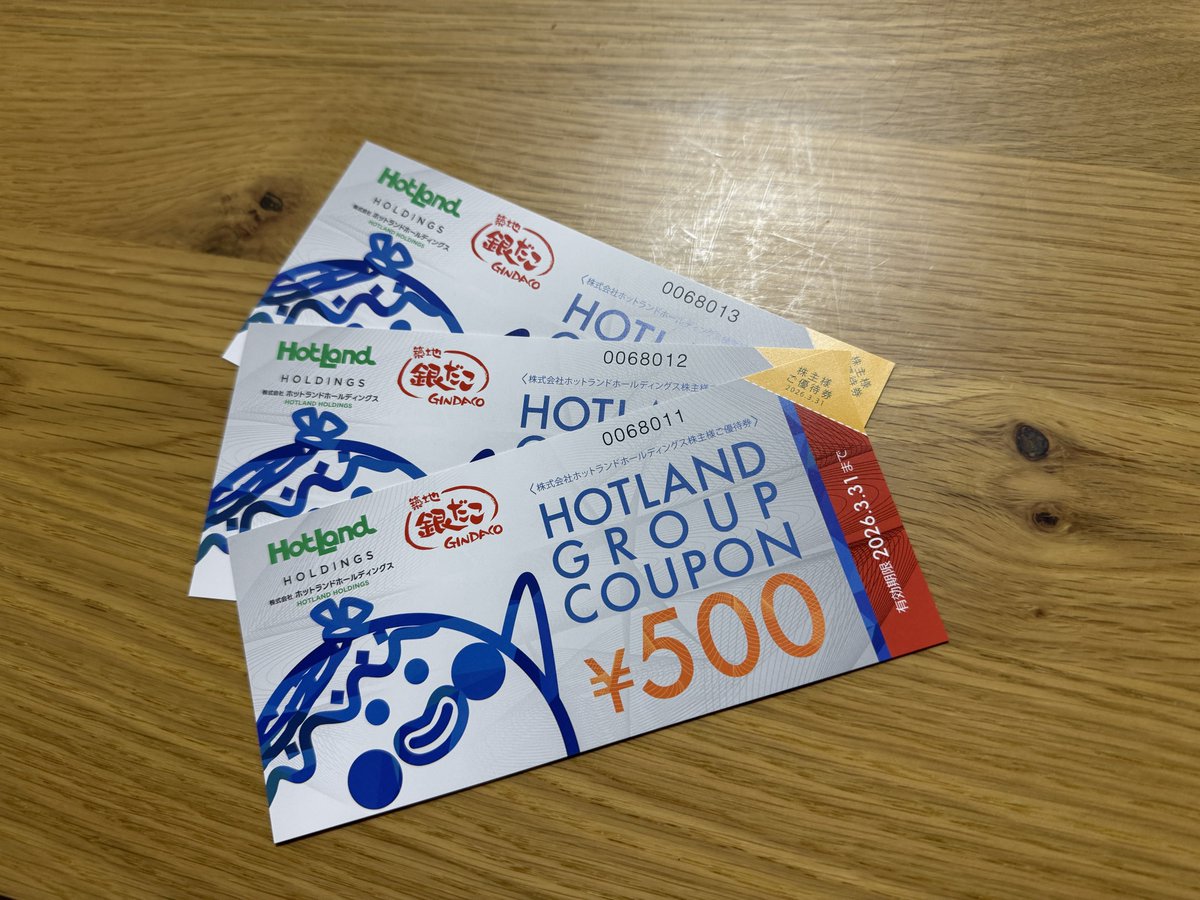 HotLand
HOLDINGS
株式会社 ホットランドホールディングス
HOTLAND HOLDINGS
築地
銀だこ
GINDACO
0068013
〈株式会社ホットランドホールディングス株
HOTL
株主様
待券
HotLand
HOLDINGS
株式会社 ホットランドホールディングス
HOTLAND HOLDINGS
築地
銀だこ
GINDACO
0068012
〈株式会社ホットランドホールディングス株主様
HOTLA
株主様
ご優待券
2026.3.31
HotLand
HOLDINGS
株式会社 ホットランドホールディングス
HOTLAND HOLDINGS
築地
銀だこ
GINDACO
0068011
〈株式会社ホットランドホールディングス株主様ご優待券〉
HOTLAND
GROUP
COUPON
¥500
有効期限 2026.3.31まで